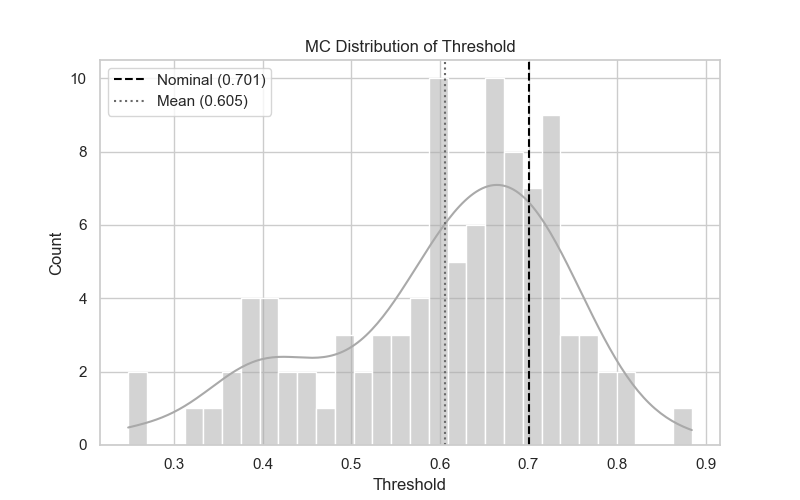 MC Distribution of Threshold
Nominal (0.701)
Mean (0.605)
Count
10
8
6
4
2
0
0.3 0.4 0.5 0.6 0.7 0.8 0.9
Threshold